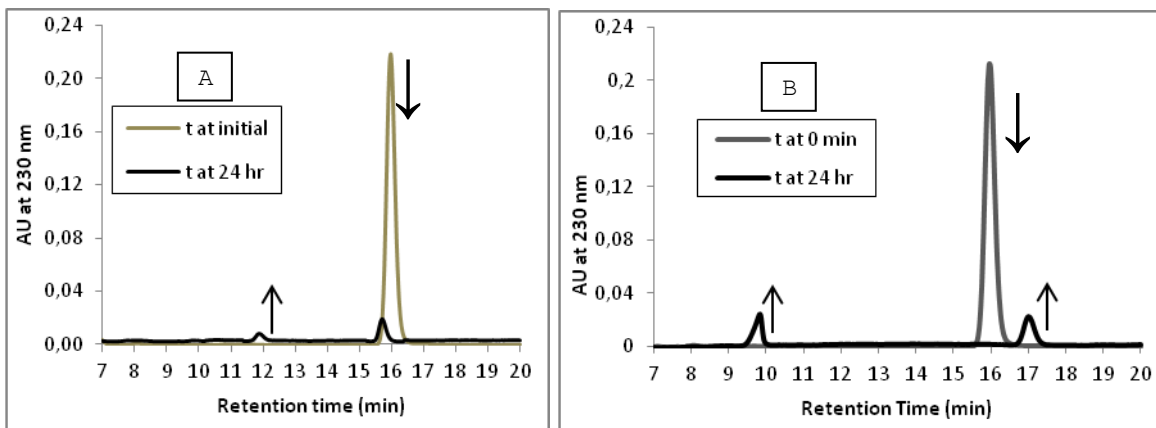 A
t at initial
t at 24 hr
AU at 230 nm
0,24
0,20
0,16
0,12
0,08
0,04
0,00
7 8 9 10 11 12 13 14 15 16 17 18 19 20
Retention time (min)
B
t at 0 min
t at 24 hr
AU at 230 nm
0,24
0,2
0,16
0,12
0,08
0,04
0
7 8 9 10 11 12 13 14 15 16 17 18 19 20
Retention Time (min)